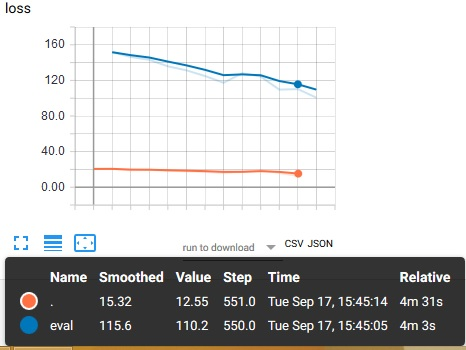 loss
160
120
80.0
40.0
0.00
run to download CSV JSON
Name Smoothed Value Step Time Relative
. 15.32 12.55 551.0 Tue Sep 17, 15:45:14 4m 31s
eval 115.6 110.2 550.0 Tue Sep 17, 15:45:05 4m 3s